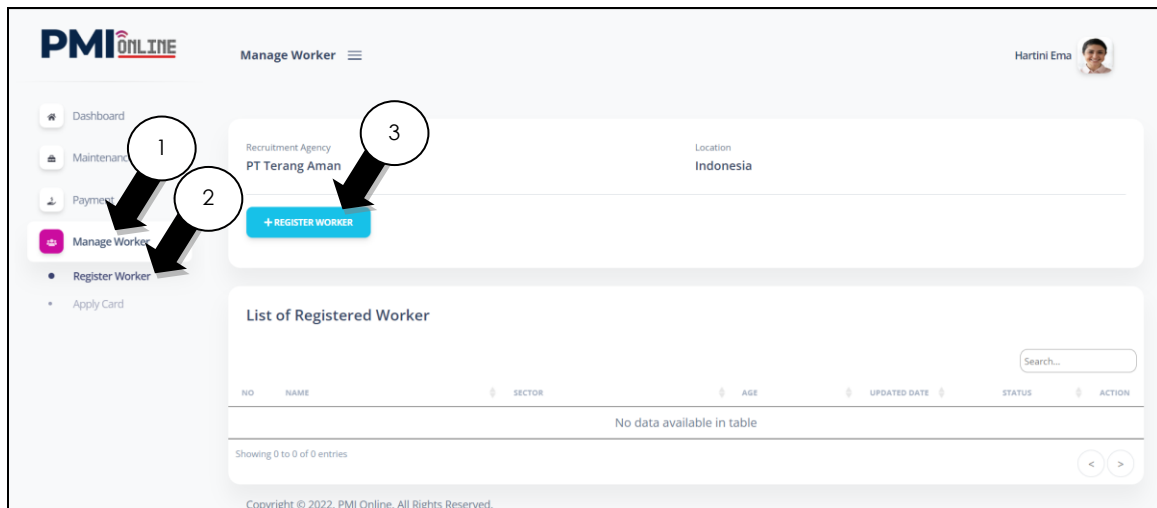 PMI ONLINE
Manage Worker
Hartini Ema
Dashboard
1
Maintenanc
3
Payment
2
Manage Worker
Register Worker
Apply Card
Recruitment Agency
PT Terang Aman
Location
Indonesia
+ REGISTER WORKER
List of Registered Worker
Search...
NO NAME SECTOR AGE UPDATED DATE STATUS ACTION
No data available in table
Showing 0 to 0 of 0 entries
< >
Copyright © 2022, PMI Online. All Rights Reserved.